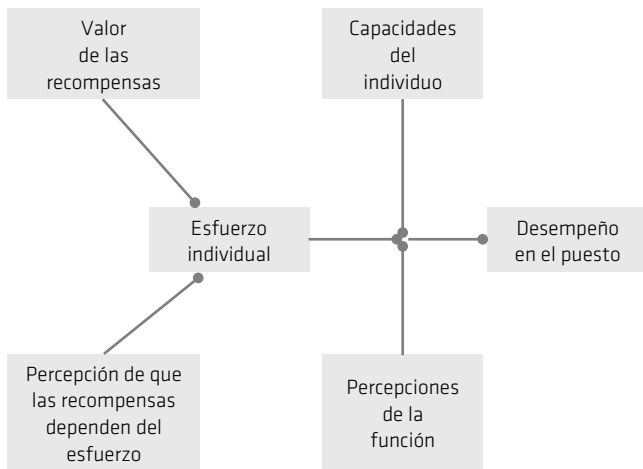 Valor
de las
recompensas
Capacidades
del
individuo
Esfuerzo
individual
Desempeño
en el puesto
Percepción de que
las recompensas
dependen del
esfuerzo
Percepciones
de la
función